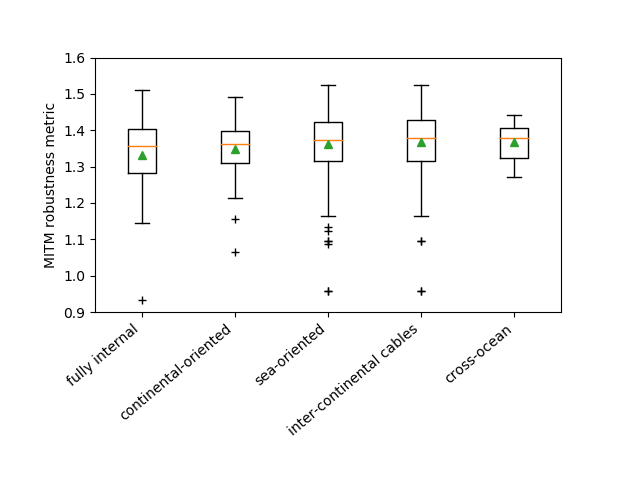 MITM robustness metric
1.6
1.5
1.4
1.3
1.2
1.1
1.0
0.9
fully internal
continental-oriented
sea-oriented
inter-continental cables
cross-ocean